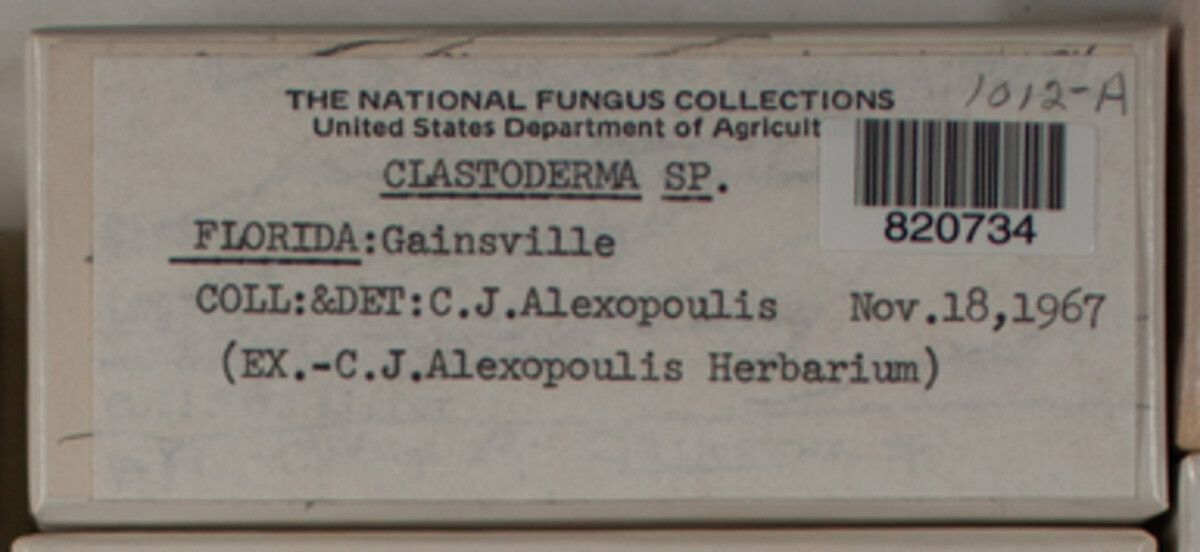 1012-A
THE NATIONAL FUNGUS COLLECTIONS
United States Department of Agricult
CLASTODERMA SP.
820734
FLORIDA:Gainsville
COLL:&DET:C.J.Alexopoulis Nov.18,1967
(EX.-C.J.Alexopoulis Herbarium)